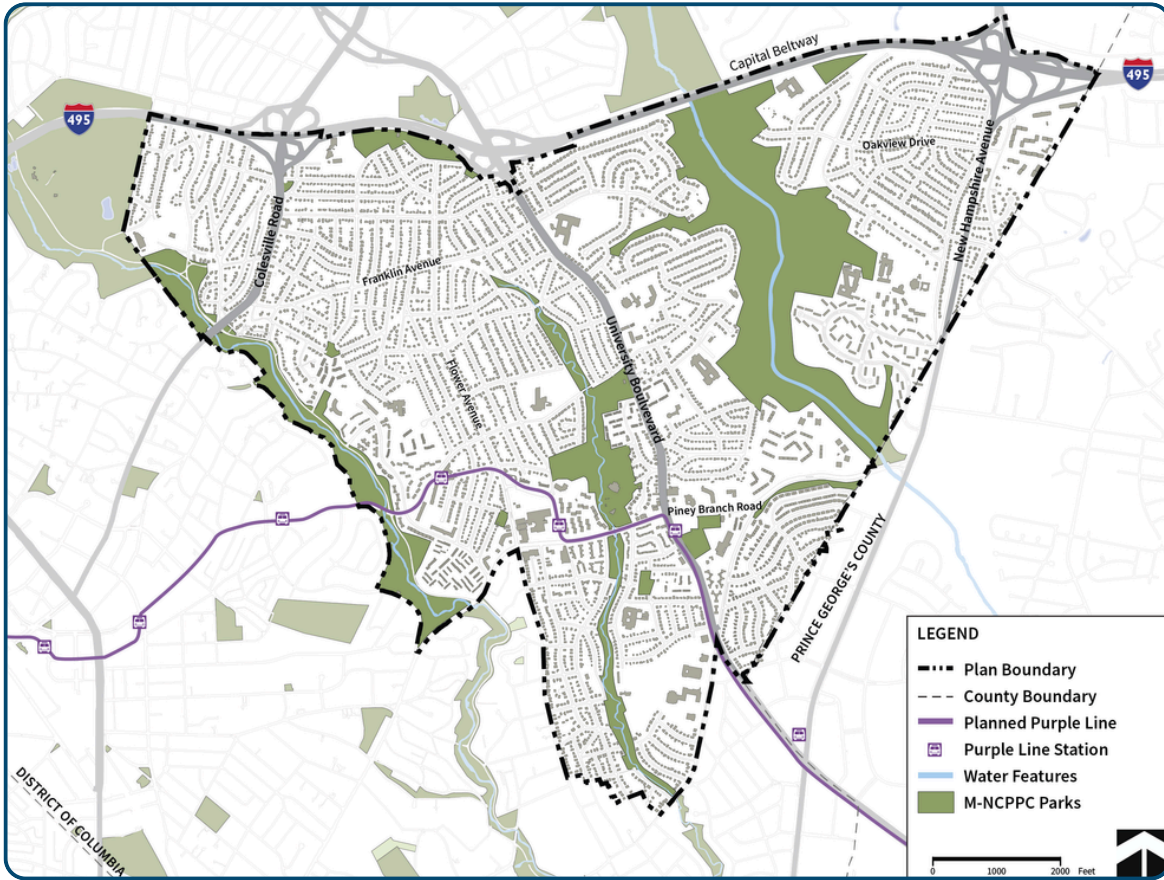 Capital Beltway
495
495
Oakview Drive
New Hampshire Avenue
Colesville Road
Franklin Avenue
University Boulvevard
Flower Avenue
Piney Branch Road
PRINCE GEORGE'S COUNTY
DISTRICT OF COLUMBIA
LEGEND
Plan Boundary
County Boundary
Planned Purple Line
Purple Line Station
Water Features
M-NCPPC Parks
0 1000 2000 Feet